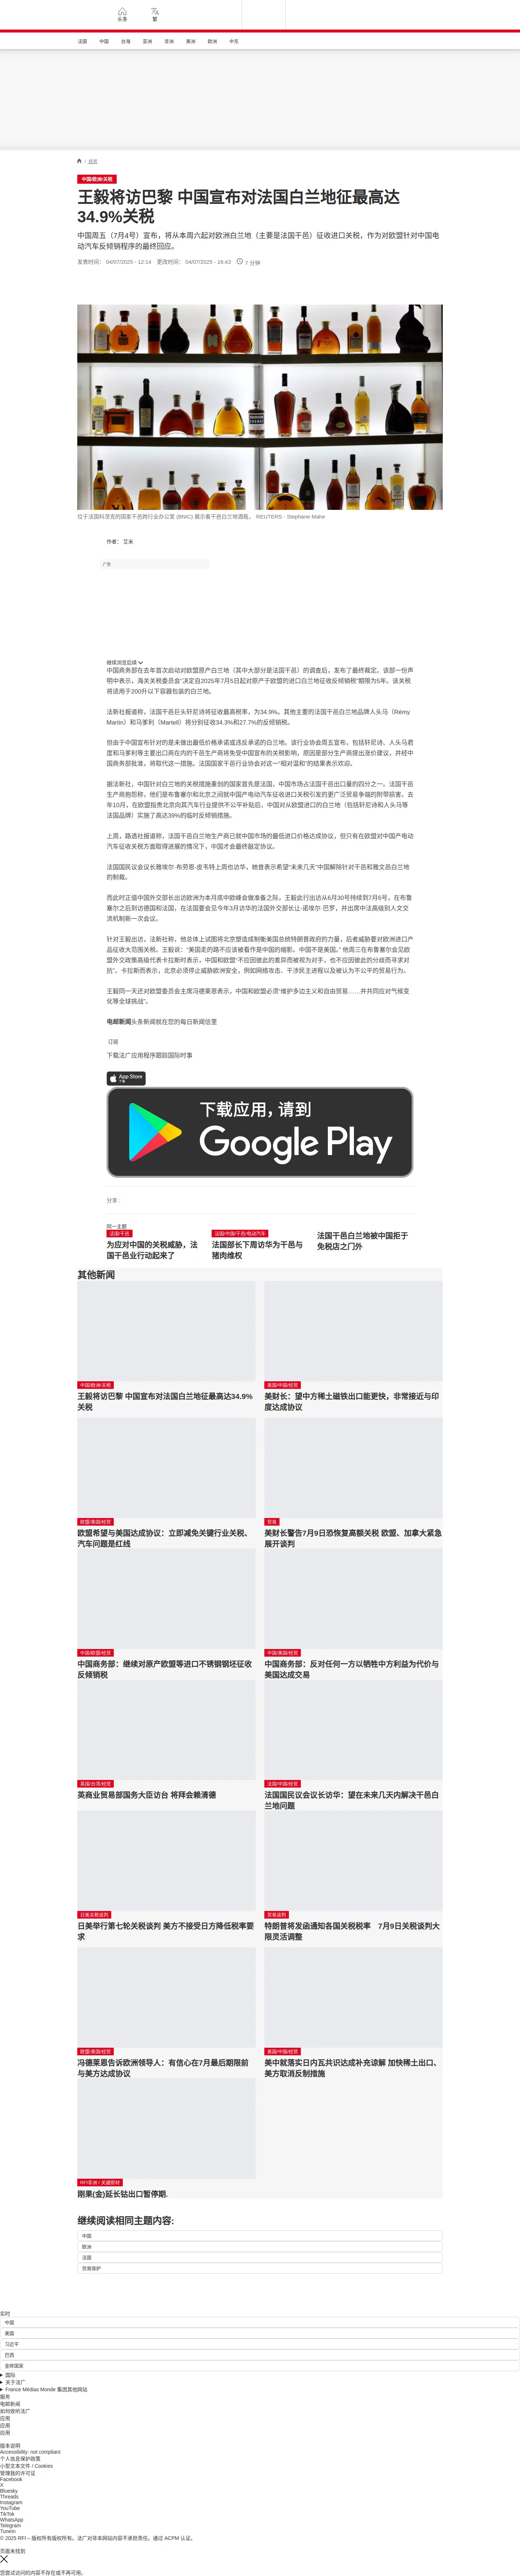 头条
繁
法国
中国
台海
亚洲
非洲
美洲
欧洲
中东
/ 经贸
中国/欧洲/关税
王毅将访巴黎 中国宣布对法国白兰地征最高达
34.9%关税
中国周五（7月4号）宣布，将从本周六起对欧洲白兰地（主要是法国干邑）征收进口关税，作为对欧盟针对中国电
动汽车反倾销程序的最终回应。
发表时间： 04/07/2025 - 12:14 更改时间： 04/07/2025 - 16:43 7 分钟
位于法国科涅克的国家干邑跨行业办公室 (BNIC) 展示着干邑白兰地酒瓶。 REUTERS - Stephane Mahe
作者： 艾米
广告
继续浏览后续
中国商务部在去年首次启动对欧盟原产白兰地（其中大部分是法国干邑）的调查后，发布了最终裁定。该部一份声
明中表示，海关关税委员会"决定自2025年7月5日起对原产于欧盟的进口白兰地征收反倾销税"期限为5年。该关税
将适用于200升以下容器包装的白兰地。
法新社报道称，法国干邑巨头轩尼诗将征收最高税率，为34.9%。其他主要的法国干邑白兰地品牌人头马（Rémy
Martin）和马爹利（Martell）将分别征收34.3%和27.7%的反倾销税。
但由于中国宣布针对的是未做出最低价格承诺或违反承诺的白兰地。该行业协会周五宣布，包括轩尼诗、人头马君
度和马爹利等主要出口商在内的干邑生产商将免受中国宣布的关税影响，原因是部分生产商提出涨价建议，并经中
国商务部批准，将取代这一措施。法国国家干邑行业协会对这一"相对温和"的结果表示欢迎。
据法新社，中国针对白兰地的关税措施重创的国家首先是法国，中国市场占法国干邑出口量的四分之一。法国干邑
生产商抱怨称，他们是布鲁塞尔和北京之间就中国产电动汽车征收进口关税引发的更广泛贸易争端的附带损害。去
年10月，在欧盟指责北京向其汽车行业提供不公平补贴后，中国对从欧盟进口的白兰地（包括轩尼诗和人头马等
法国品牌）实施了高达39%的临时反倾销措施。
上周，路透社报道称，法国干邑白兰地生产商已就中国市场的最低进口价格达成协议，但只有在欧盟对中国产电动
汽车征收关税方面取得进展的情况下，中国才会最终敲定协议。
法国国民议会议长雅埃尔·布劳恩-皮韦特上周也访华，她曾表示希望"未来几天"中国解除针对干邑和雅文邑白兰地
的制裁。
而此时正值中国外交部长出访欧洲为本月底中欧峰会做准备之际，王毅此行出访从6月30号持续到7月6号，在布鲁
塞尔之后到访德国和法国，在法国要会见今年3月访华的法国外交部长让-诺埃尔·巴罗，并出席中法高级别人文交
流机制新一次会议。
针对王毅出访，法新社称，他总体上试图将北京塑造成制衡美国总统特朗普政府的力量，后者威胁要对欧洲进口产
品征收大范围关税。王毅说："美国走的路不应该被看作是中国的缩影。中国不是美国。" 他周三在布鲁塞尔会见欧
盟外交政策高级代表卡拉斯时表示，中国和欧盟"不应因彼此的差异而被视为对手，也不应因彼此的分歧而寻求对
抗"。卡拉斯而表示，北京必须停止威胁欧洲安全，例如网络攻击、干涉民主进程以及被认为不公平的贸易行为。
王毅同一天还对欧盟委员会主席冯德莱恩表示，中国和欧盟必须"维护多边主义和自由贸易……并共同应对气候变
化等全球挑战"。
电邮新闻头条新闻就在您的每日新闻信里
订阅
下载法广应用程序跟踪国际时事
App Store
下载
下载应用，请到
Google Play
分享 :
同一主题
法国/干邑
为应对中国的关税威胁，法
国干邑业行动起来了
法国/中国/干邑/电动汽车
法国部长下周访华为干邑与
猪肉维权
法国干邑白兰地被中国拒于
免税店之门外
其他新闻
中国/欧洲/关税
王毅将访巴黎 中国宣布对法国白兰地征最高达34.9%
关税
美国/中国/经贸
美财长：望中方稀土磁铁出口能更快，非常接近与印
度达成协议
欧盟/美国/经贸
欧盟希望与美国达成协议：立即减免关键行业关税、
汽车问题是红线
贸易
美财长警告7月9日恐恢复高额关税 欧盟、加拿大紧急
展开谈判
中国/欧盟/经贸
中国商务部：继续对原产欧盟等进口不锈钢钢坯征收
反倾销税
中国/美国/经贸
中国商务部：反对任何一方以牺牲中方利益为代价与
美国达成交易
英国/台湾/经贸
英商业贸易部国务大臣访台 将拜会赖清德
法国/中国/经贸
法国国民议会议长访华：望在未来几天内解决干邑白
兰地问题
日美关税谈判
日美举行第七轮关税谈判 美方不接受日方降低税率要
求
贸易谈判
特朗普将发函通知各国关税税率 7月9日关税谈判大
限灵活调整
欧盟/美国/经贸
冯德莱恩告诉欧洲领导人：有信心在7月最后期限前
与美方达成协议
美国/中国/经贸
美中就落实日内瓦共识达成补充谅解 加快稀土出口、
美方取消反制措施
RFI非洲 / 关键原材
刚果(金)延长钴出口暂停期.
继续阅读相同主题内容:
中国
欧洲
法国
贸易保护
实时
中国
美国
习近平
巴西
金砖国家
国际
关于法广
France Médias Monde 集团其他网站
服务
电邮新闻
如何收听法广
应用
应用
应用
版本说明
Accessibility: not compliant
个人信息保护政策
小型文本文件 / Cookies
管理我的许可证
Facebook
X
Bluesky
Threads
Instagram
YouTube
TikTok
WhatsApp
Telegram
TuneIn
© 2025 RFI – 版权所有版权所有。法广对非本网站内容不承担责任。通过 ACPM 认证。
页面未找到
您尝试访问的内容不存在或不再可用。